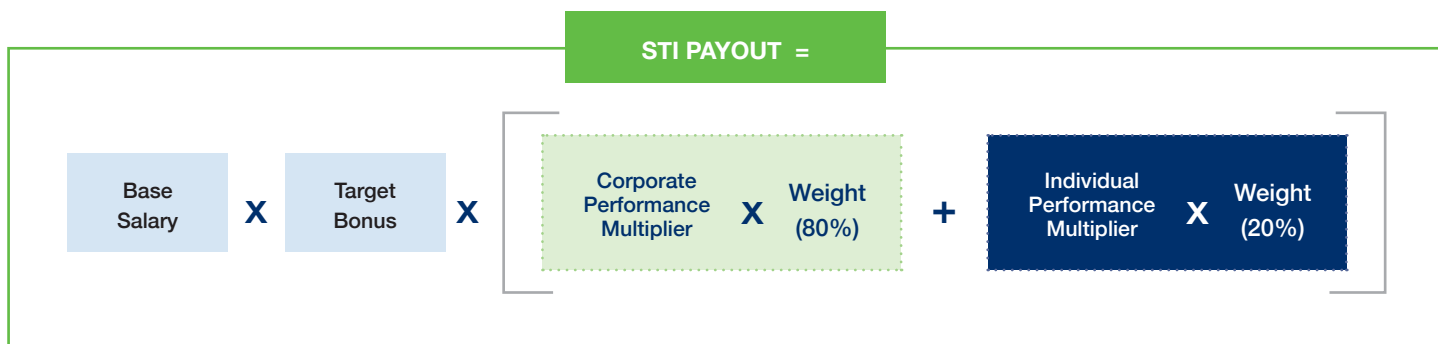 STI PAYOUT =
Base
Salary
X
Target
Bonus
X
Corporate
Performance
Multiplier
X
Weight
(80%)
+
Individual
Performance
Multiplier
X
Weight
(20%)